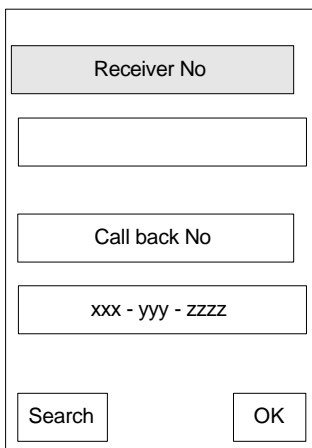 Receiver No
Call back No
xxx - yyy - zzzz
Search OK